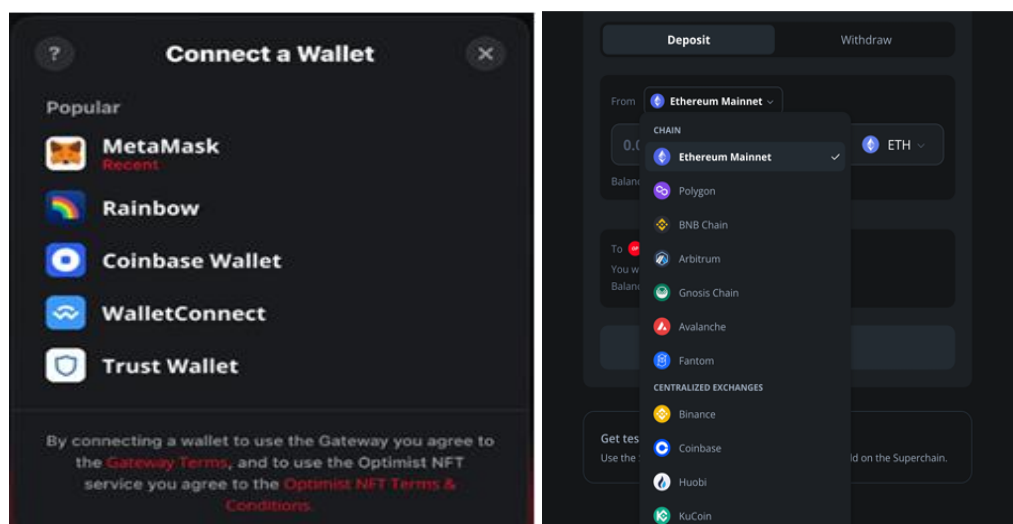 Connect a Wallet
Popular
MetaMask
Recent
Rainbow
Coinbase Wallet
WalletConnect
Trust Wallet
By connecting a wallet to use the Gateway you agree to
the Gateway Terms, and to use the Optimist NFT
service you agree to the Optimist NFT Terms &
Conditions.
Deposit Withdraw
From Ethereum Mainnet
CHAIN
ETH
Ethereum Mainnet
Polygon
BNB Chain
Arbitrum
Gnosis Chain
Avalanche
Fantom
CENTRALIZED EXCHANGES
Binance
Coinbase
Huobi
KuCoin
To
Get
Use the
on the Superchain.